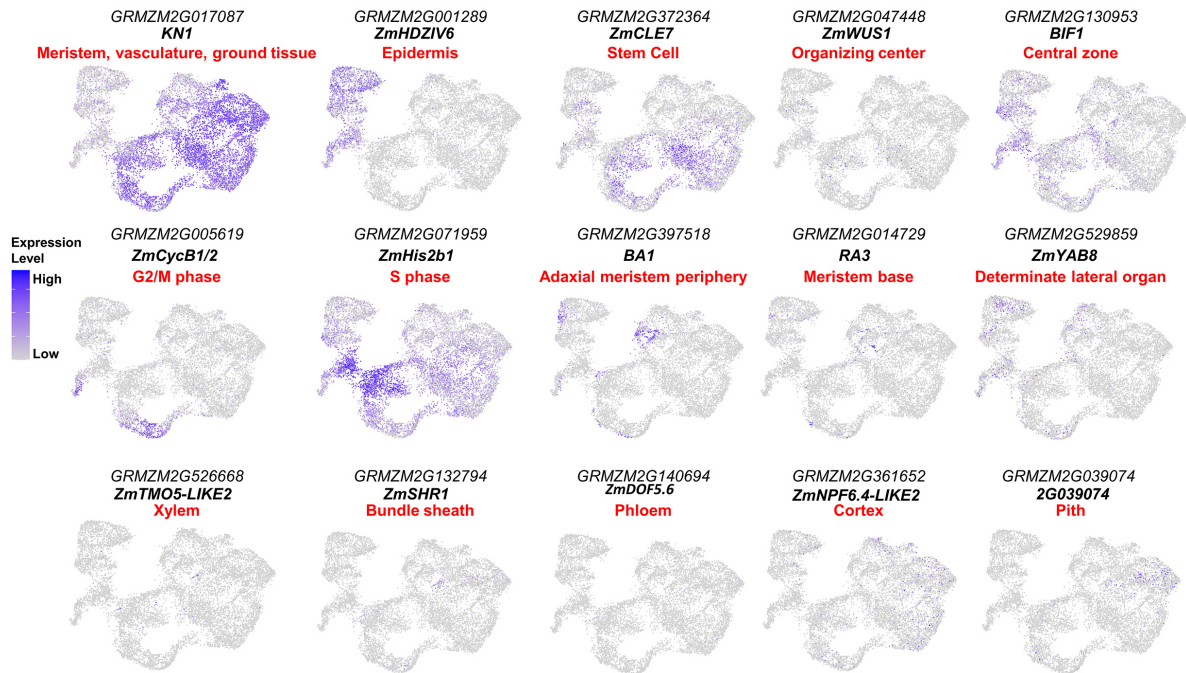 GRMZM2G017087
KN1
Meristem, vasculature, ground tissue
GRMZM2G001289
ZmHDZIV6
Epidermis
GRMZM2G372364
ZmCLE7
Stem Cell
GRMZM2G047448
ZmWUS1
Organizing center
GRMZM2G130953
BIF1
Central zone
Expression
Level
High
Low
GRMZM2G005619
ZmCycB1/2
G2/M phase
GRMZM2G071959
ZmHis2b1
S phase
GRMZM2G397518
BA1
Adaxial meristem periphery
GRMZM2G014729
RA3
Meristem base
GRMZM2G529859
ZmYAB8
Determinate lateral organ
GRMZM2G526668
ZmTMO5-LIKE2
Xylem
GRMZM2G132794
ZmSHR1
Bundle sheath
GRMZM2G140694
ZmDOF5.6
Phloem
GRMZM2G361652
ZmNPF6.4-LIKE2
Cortex
GRMZM2G039074
2G039074
Pith